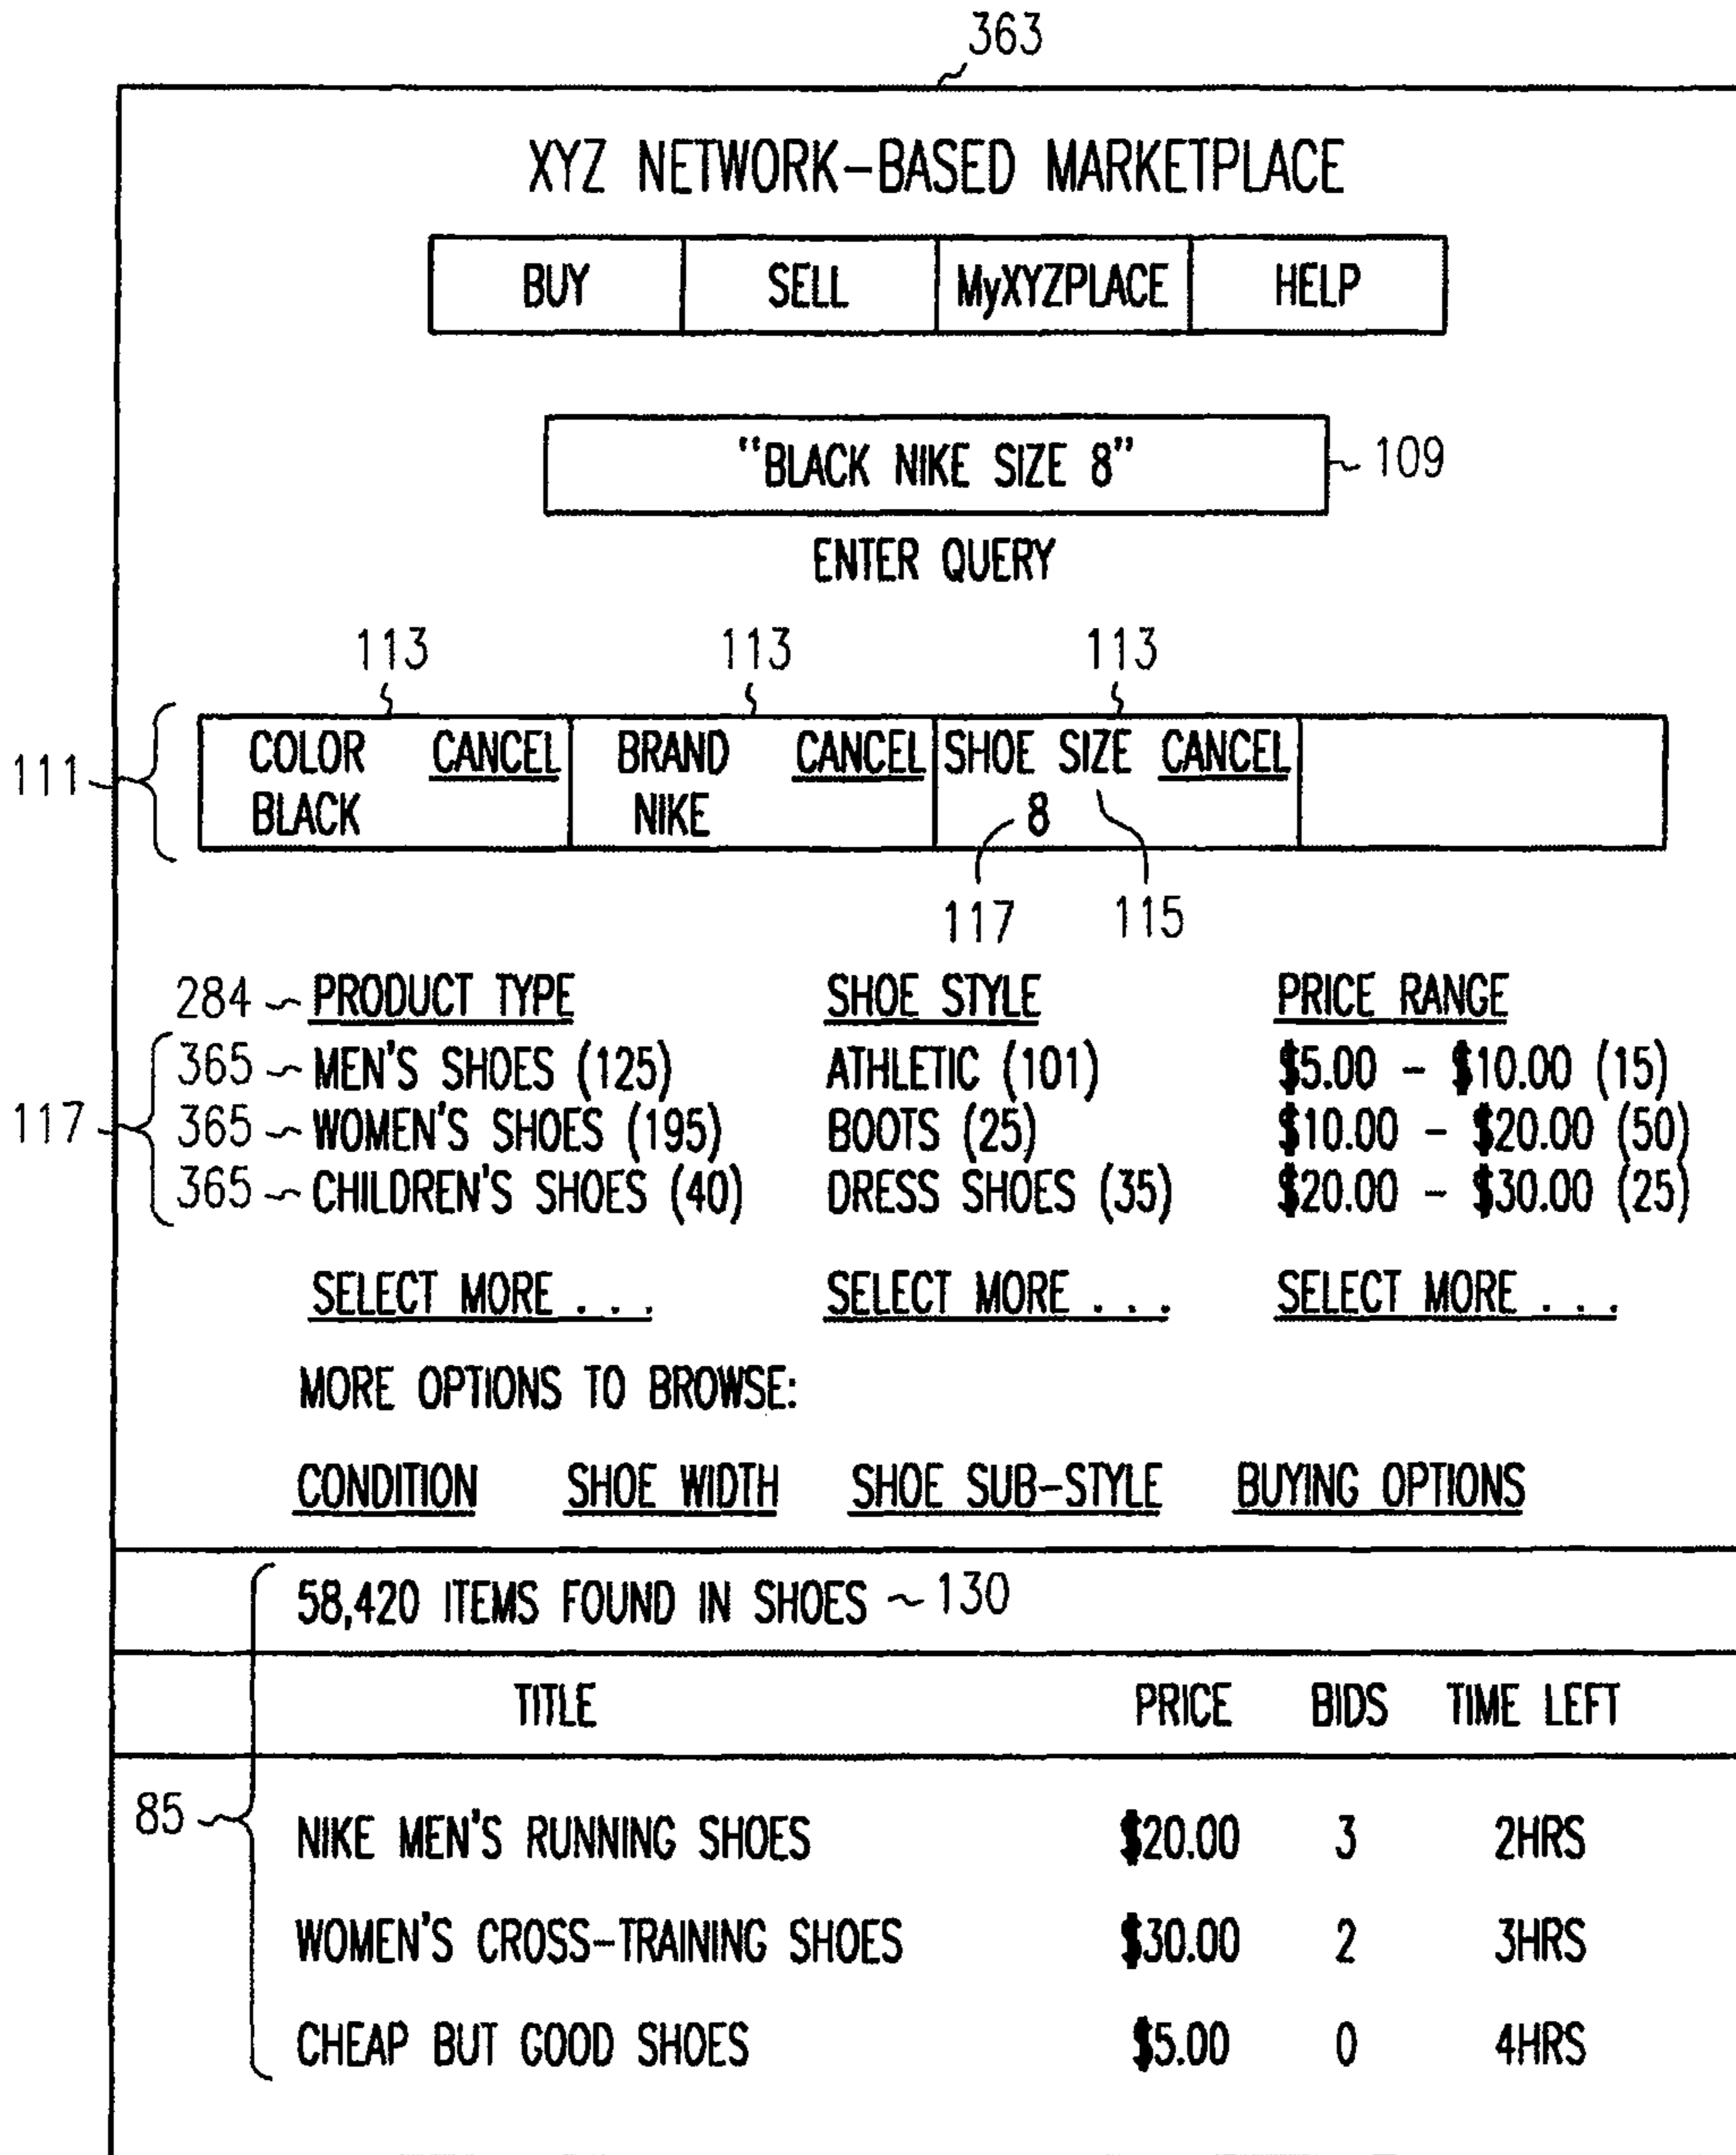 363
XYZ NETWORK-BASED MARKETPLACE
BUY SELL MyXYZPLACE HELP
"BLACK NIKE SIZE 8" 109
ENTER QUERY
113 113 113
COLOR CANCEL BRAND CANCEL SHOE SIZE CANCEL
111
BLACK NIKE 8
117 115
284 PRODUCT TYPE SHOE STYLE PRICE RANGE
365 MEN'S SHOES (125) ATHLETIC (101) $5.00 - $10.00 (15)
117 365 WOMEN'S SHOES (195) BOOTS (25) $10.00 - $20.00 (50)
365 CHILDREN'S SHOES (40) DRESS SHOES (35) $20.00 - $30.00 (25)
SELECT MORE . . . SELECT MORE . . . SELECT MORE . . .
MORE OPTIONS TO BROWSE:
CONDITION SHOE WIDTH SHOE SUB-STYLE BUYING OPTIONS
58,420 ITEMS FOUND IN SHOES 130
TITLE PRICE BIDS TIME LEFT
85
NIKE MEN'S RUNNING SHOES $20.00 3 2HRS
WOMEN'S CROSS-TRAINING SHOES $30.00 2 3HRS
CHEAP BUT GOOD SHOES $5.00 0 4HRS